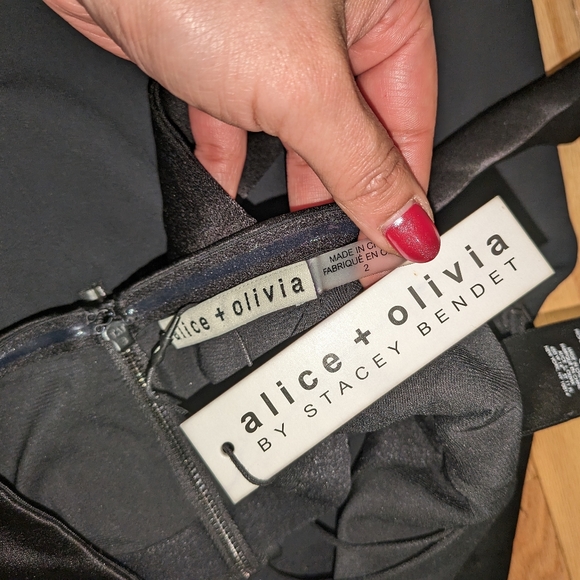 alice + olivia
MADE IN
FABRIQUÉ EN
2
alice + olivia
BY STACEY BENDET